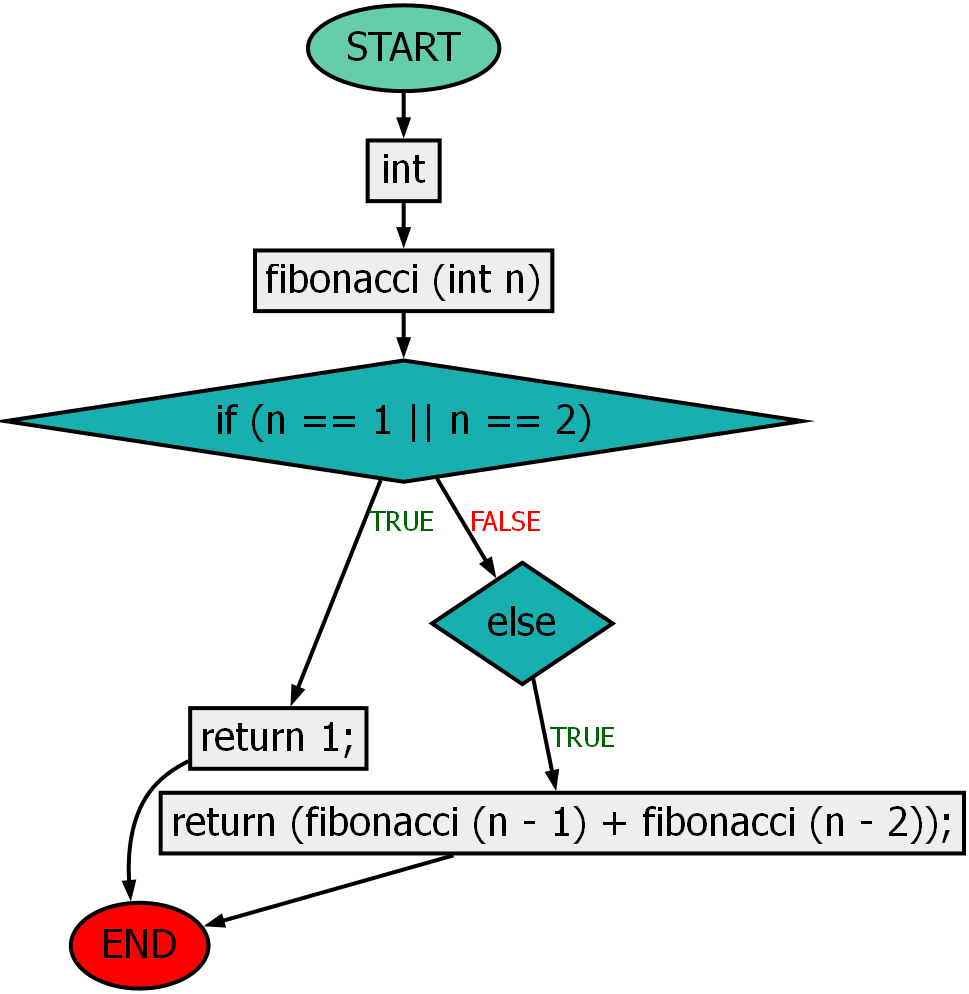 START
int
fibonacci (int n)
if (n == 1 || n == 2)
TRUE
FALSE
else
return 1;
TRUE
return (fibonacci (n - 1) + fibonacci (n - 2));
END